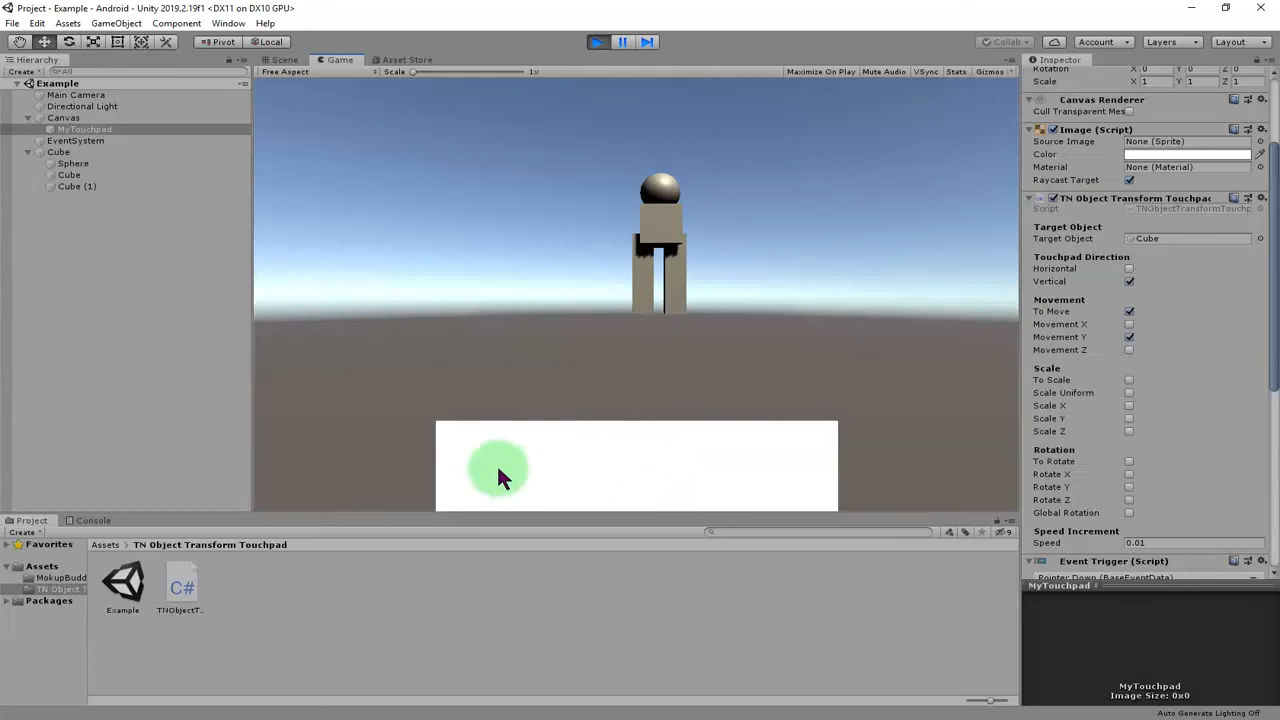 Project - Example - Android - Unity 2019.2.19f1 <DX11 on DX10 GPU>
File Edit Assets GameObject Component Window Help
Pivot Local Collab Account Layers Layout
Hierarchy
Create All
Example
Main Camera
Directional Light
Canvas
MyTouchpad
EventSystem
Cube
Sphere
Cube
Cube (1)
Scene Game Asset Store
Free Aspect Scale 1x Maximize On Play Mute Audio VSync Stats Gizmos
Inspector
Rotation X 0 Y 0 Z 0
Scale X 1 Y 1 Z 1
Canvas Renderer
Cull Transparent Mes
Image (Script)
Source Image None (Sprite)
Color
Material None (Material)
Raycast Target
TN Object Transform Touchpad
Script TNObjectTransformTouchp
Target Object
Target Object Cube
Touchpad Direction
Horizontal
Vertical
Movement
To Move
Movement X
Movement Y
Movement Z
Scale
To Scale
Scale Uniform
Scale X
Scale Y
Scale Z
Rotation
To Rotate
Rotate X
Rotate Y
Rotate Z
Global Rotation
Speed Increment
Speed 0.01
Event Trigger (Script)
Pointer Down (BaseEventData)
MyTouchpad
MyTouchpad
Image Size: 0x0
Project Console
Create
9
Favorites
Assets
MokupBudd
TN Object T
Packages
Assets > TN Object Transform Touchpad
C#
Example
TNObjectT...
Auto Generate Lighting Off